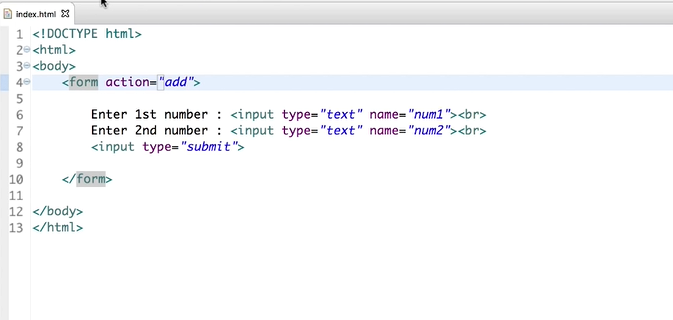 index.html
1 <!DOCTYPE html>
2 <html>
3 <body>
4 <form action="add">
5
6 Enter 1st number : <input type="text" name="num1"><br>
7 Enter 2nd number : <input type="text" name="num2"><br>
8 <input type="submit">
9
10 </form>
11
12 </body>
13 </html>